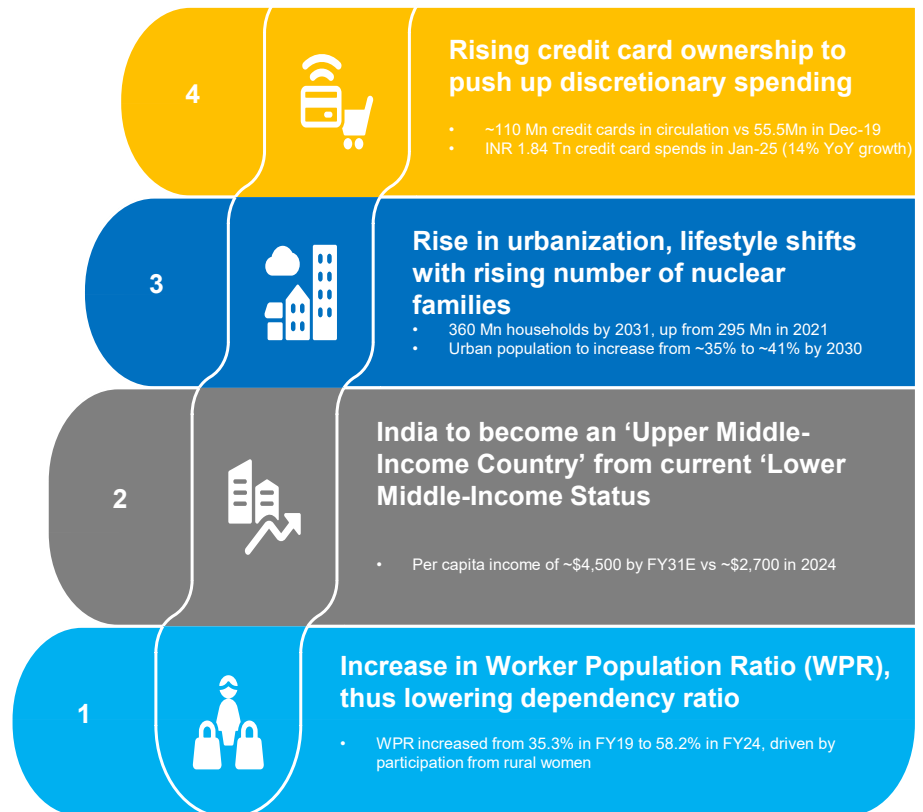 4
Rising credit card ownership to
push up discretionary spending
• ~110 Mn credit cards in circulation vs 55.5Mn in Dec-19
• INR 1.84 Tn credit card spends in Jan-25 (14% YoY growth)
3
Rise in urbanization, lifestyle shifts
with rising number of nuclear
families
• 360 Mn households by 2031, up from 295 Mn in 2021
• Urban population to increase from ~35% to ~41% by 2030
2
India to become an ‘Upper Middle-
Income Country’ from current ‘Lower
Middle-Income Status
• Per capita income of ~$4,500 by FY31E vs ~$2,700 in 2024
1
Increase in Worker Population Ratio (WPR),
thus lowering dependency ratio
• WPR increased from 35.3% in FY19 to 58.2% in FY24, driven by
participation from rural women